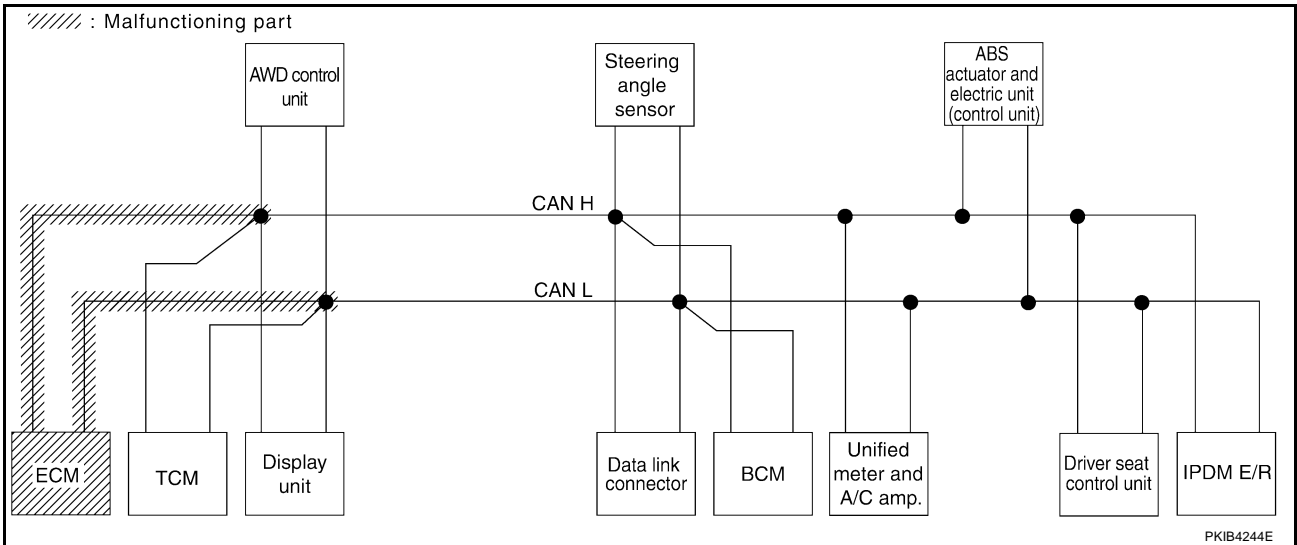 : Malfunctioning part
AWD control
unit
Steering
angle
sensor
ABS
actuator and
electric unit
(control unit)
CAN H
CAN L
ECM
TCM
Display
unit
Data link
connector
BCM
Unified
meter and
A/C amp.
Driver seat
control unit
IPDM E/R
PKIB4244E